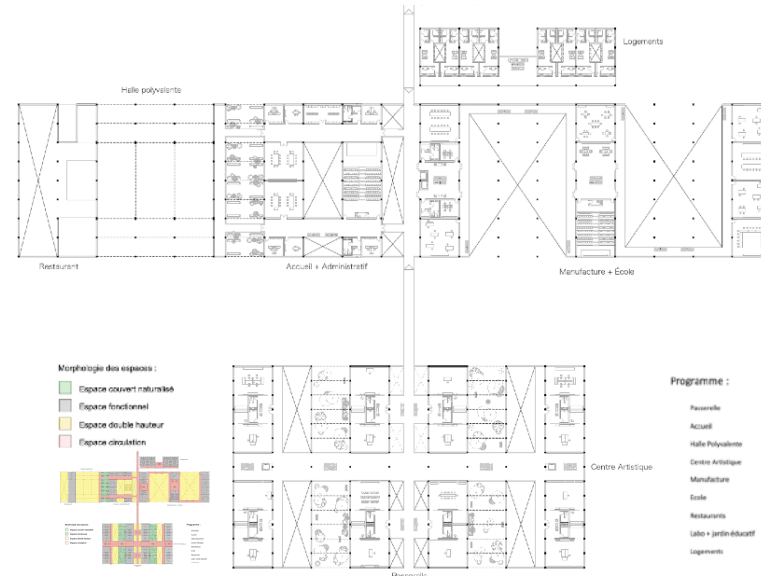 Logements
Halle polyvalente
Restaurant
Accueil + Administratif
Manufacture + École
Morphologie des espaces :
Espace couvert naturalisé
Espace fonctionnel
Espace double hauteur
Espace circulation
Programme :
Passerelle
Accueil
Halle Polyvalente
Centre Artistique
Manufacture
Ecole
Restaurants
Labo + jardin éducatif
Logements
Centre Artistique
Passerelle